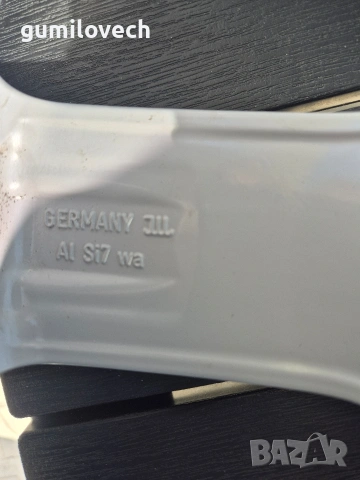 gumilovech
GERMANY
Al Si7 wa
BAZAR